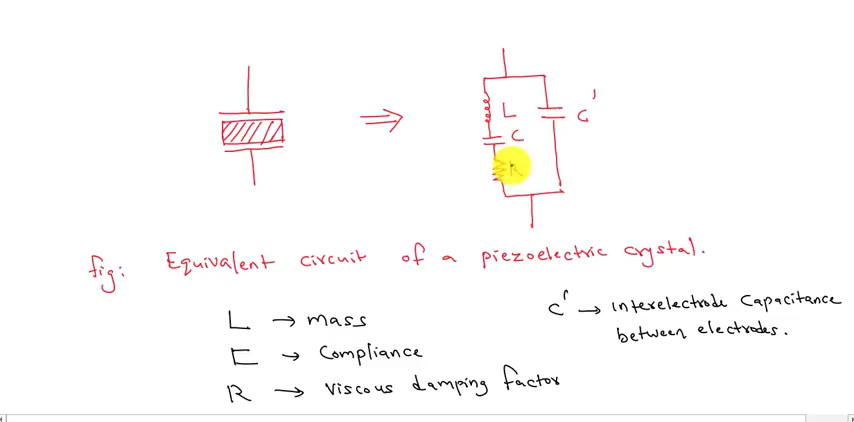 L
C'
C
R
fig: Equivalent circuit of a piezoelectric crystal.
L → mass
C → Compliance
R → viscous damping factor
C' → Interelectrode Capacitance
between electrodes.